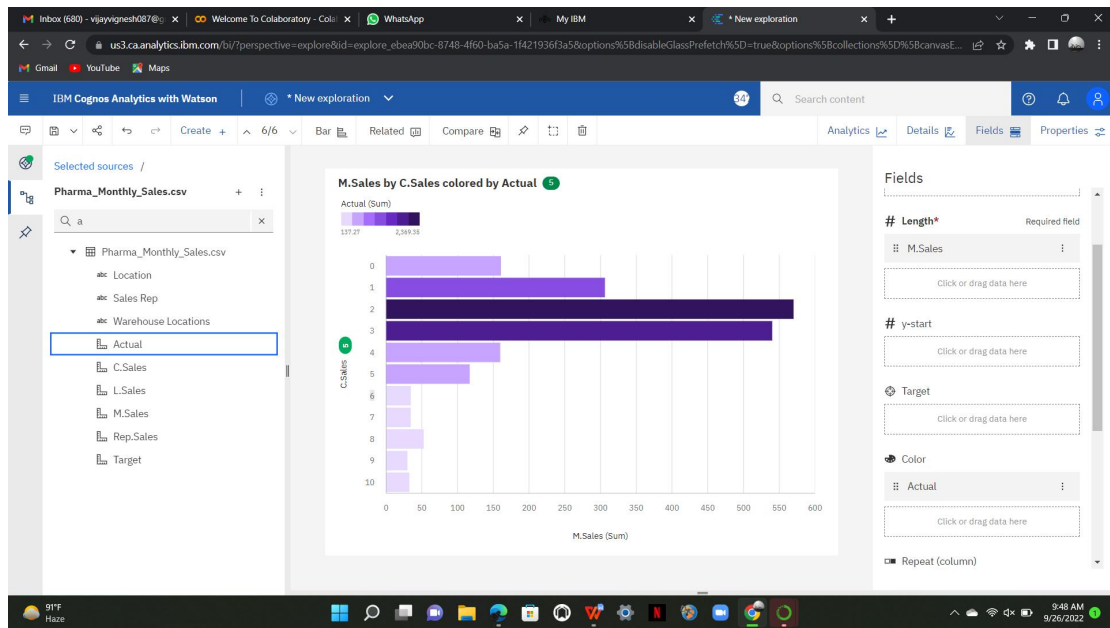 Inbox (680) - vijayvignesh087@g
Welcome To Colaboratory - Colab
WhatsApp
My IBM
* New exploration
us3.ca.analytics.ibm.com/bi/?perspective=explore&id=explore_ebea90bc-8748-4f60-ba5a-1f421936f3a5&options%5BdisableGlassPrefetch%5D=true&options%5Bcollections%5D%5BcanvasE...
Gmail YouTube Maps
IBM Cognos Analytics with Watson * New exploration 34* Search content
Create + 6/6 Bar Related Compare Analytics Details Fields Properties
Selected sources /
Pharma_Monthly_Sales.csv
a
Pharma_Monthly_Sales.csv
abc Location
abc Sales Rep
abc Warehouse Locations
Actual
C.Sales
L.Sales
M.Sales
Rep.Sales
Target
M.Sales by C.Sales colored by Actual 5
Actual (Sum)
137.27 2,369.35
C.Sales 5
0
1
2
3
4
5
6
7
8
9
10
0 50 100 150 200 250 300 350 400 450 500 550 600
M.Sales (Sum)
Fields
# Length* Required field
M.Sales
Click or drag data here
# y-start
Click or drag data here
Target
Click or drag data here
Color
Actual
Click or drag data here
Repeat (column)
91°F
Haze
9:48 AM
9/26/2022
1